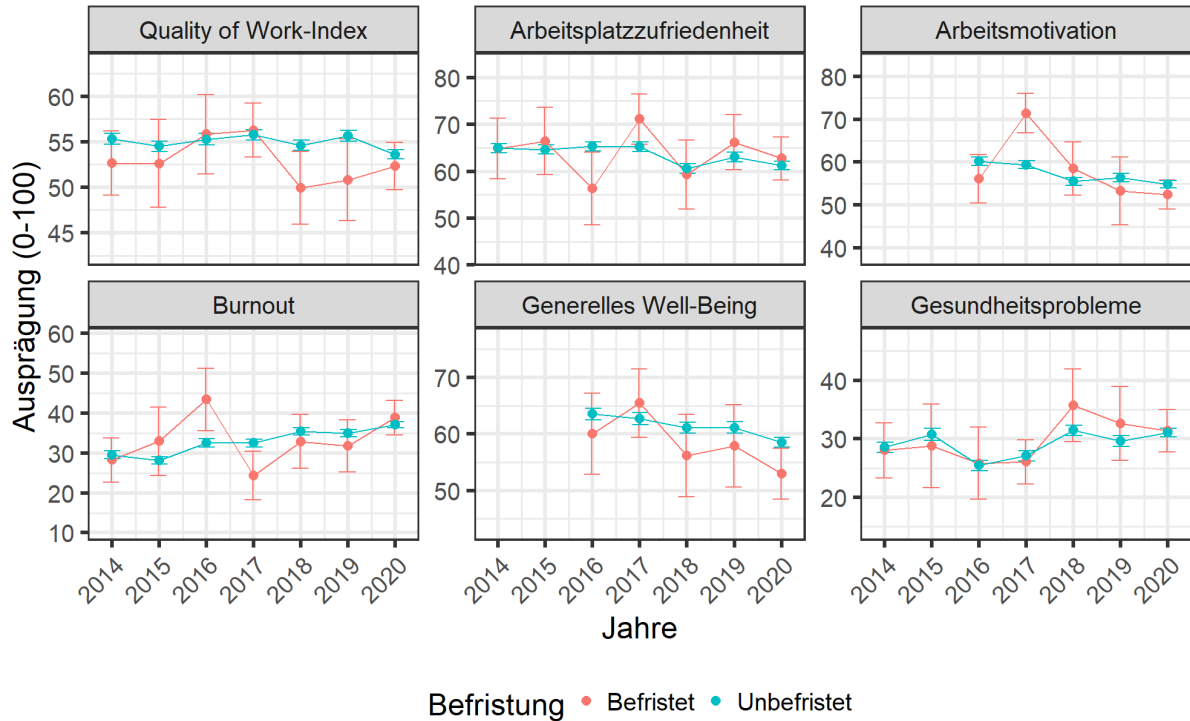 Quality of Work-Index
Arbeitsplatzzufriedenheit
Arbeitsmotivation
60
55
50
45
80
70
60
50
40
80
70
60
50
40
Ausprägung (0-100)
Burnout
Generelles Well-Being
Gesundheitsprobleme
60
50
40
30
20
10
70
60
50
40
30
20
2014 2015 2016 2017 2018 2019 2020
2014 2015 2016 2017 2018 2019 2020
2014 2015 2016 2017 2018 2019 2020
Jahre
Befristung Befristet Unbefristet